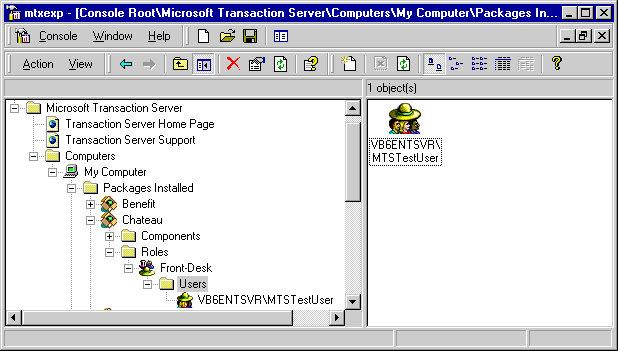 mtxexp - [Console Root\Microsoft Transaction Server\Computers\My Computer\Packages Ins...
Console Window Help
Action View
1 object(s)
Microsoft Transaction Server
Transaction Server Home Page
Transaction Server Support
Computers
My Computer
Packages Installed
Benefit
Chateau
Components
Roles
Front-Desk
Users
VB6ENTSVR\MTSTestUser
VB6ENTSVR\
MTSTestUser